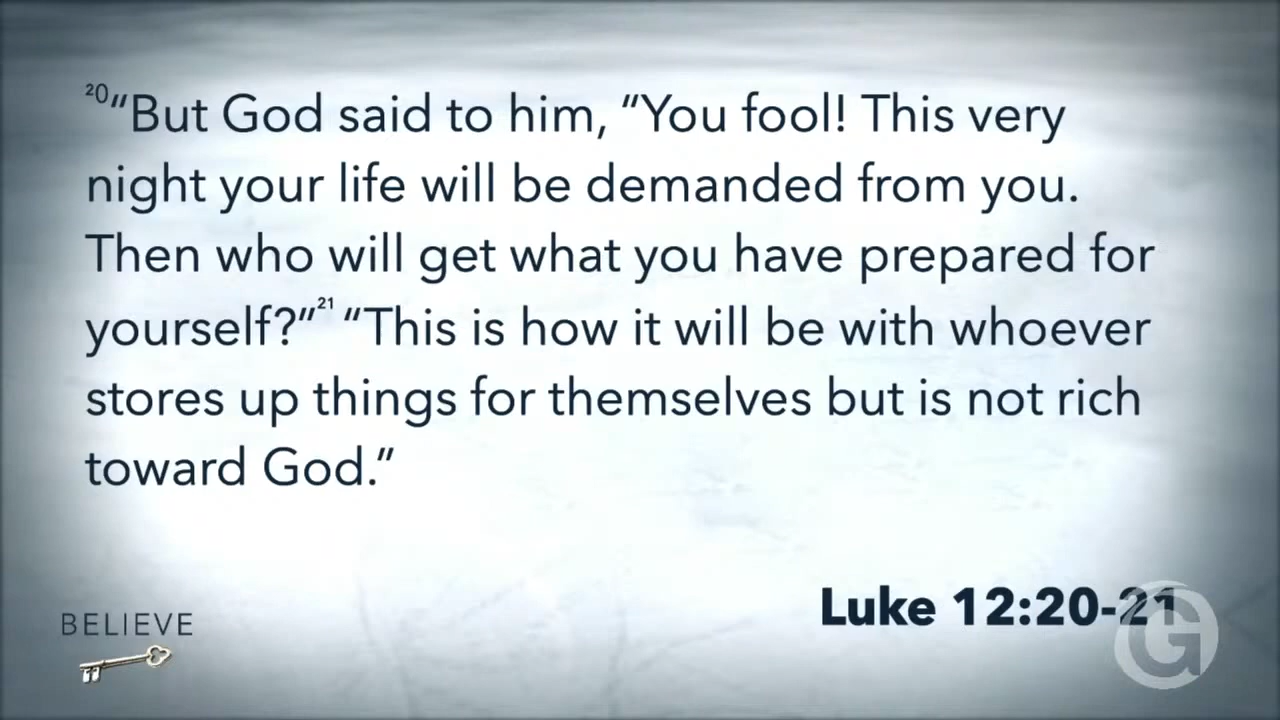 ²⁰“But God said to him, “You fool! This very
night your life will be demanded from you.
Then who will get what you have prepared for
yourself?”²¹ “This is how it will be with whoever
stores up things for themselves but is not rich
toward God.”
Luke 12:20-21
BELIEVE
G